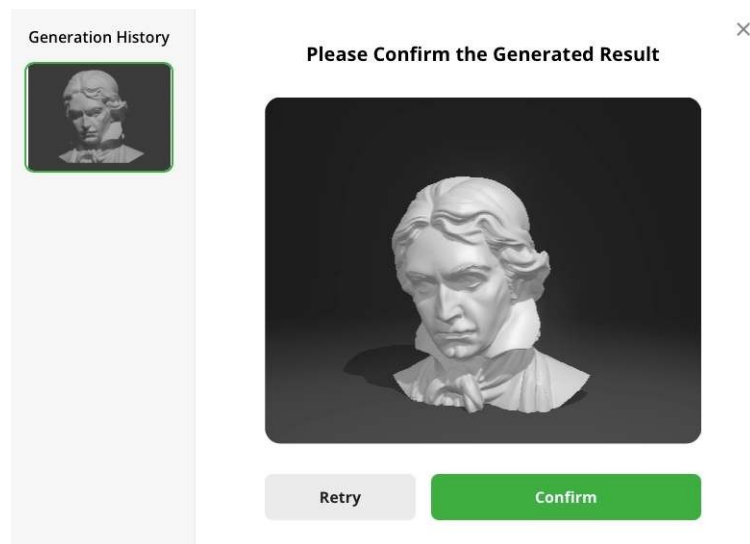 Generation History
Please Confirm the Generated Result
Retry
Confirm